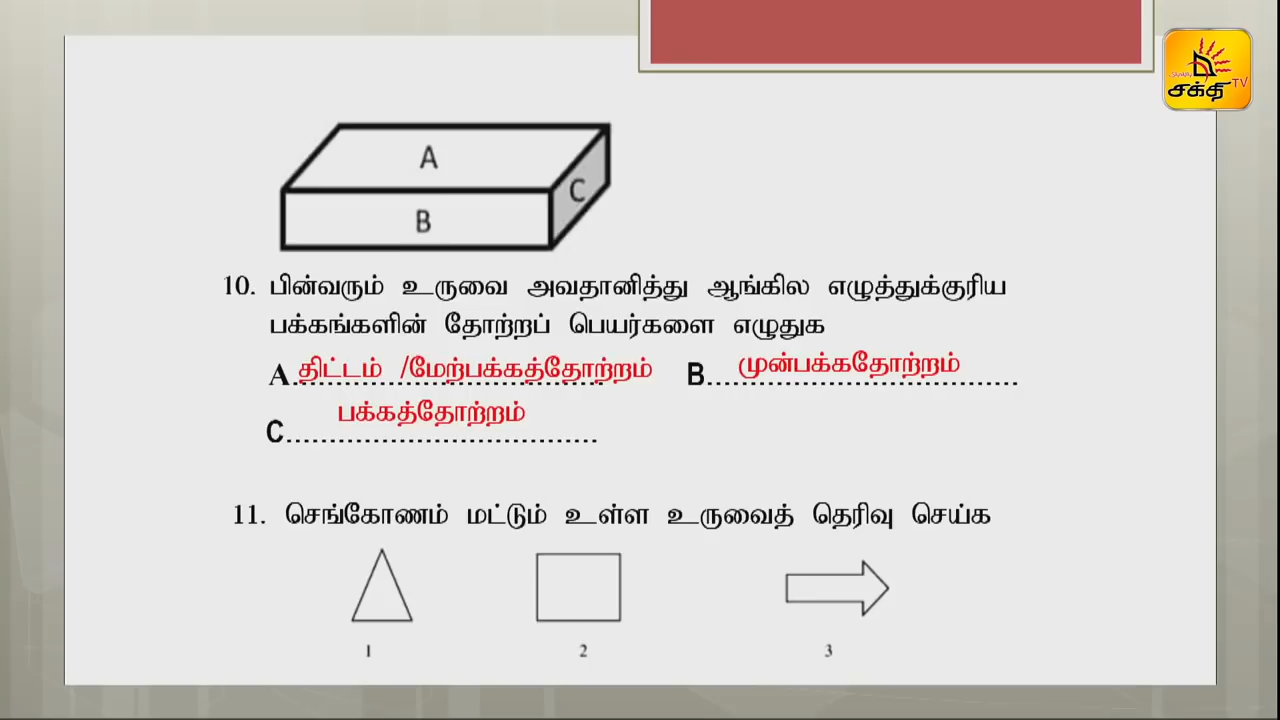 சக்தி TV
A
C
B
10. பின்வரும் உருவை அவதானித்து ஆங்கில எழுத்துக்குரிய
பக்கங்களின் தோற்றப் பெயர்களை எழுதுக
A திட்டம் /மேற்பக்கத்தோற்றம் B முன்பக்கதோற்றம்
C பக்கத்தோற்றம்
11. செங்கோணம் மட்டும் உள்ள உருவைத் தெரிவு செய்க
1 2 3